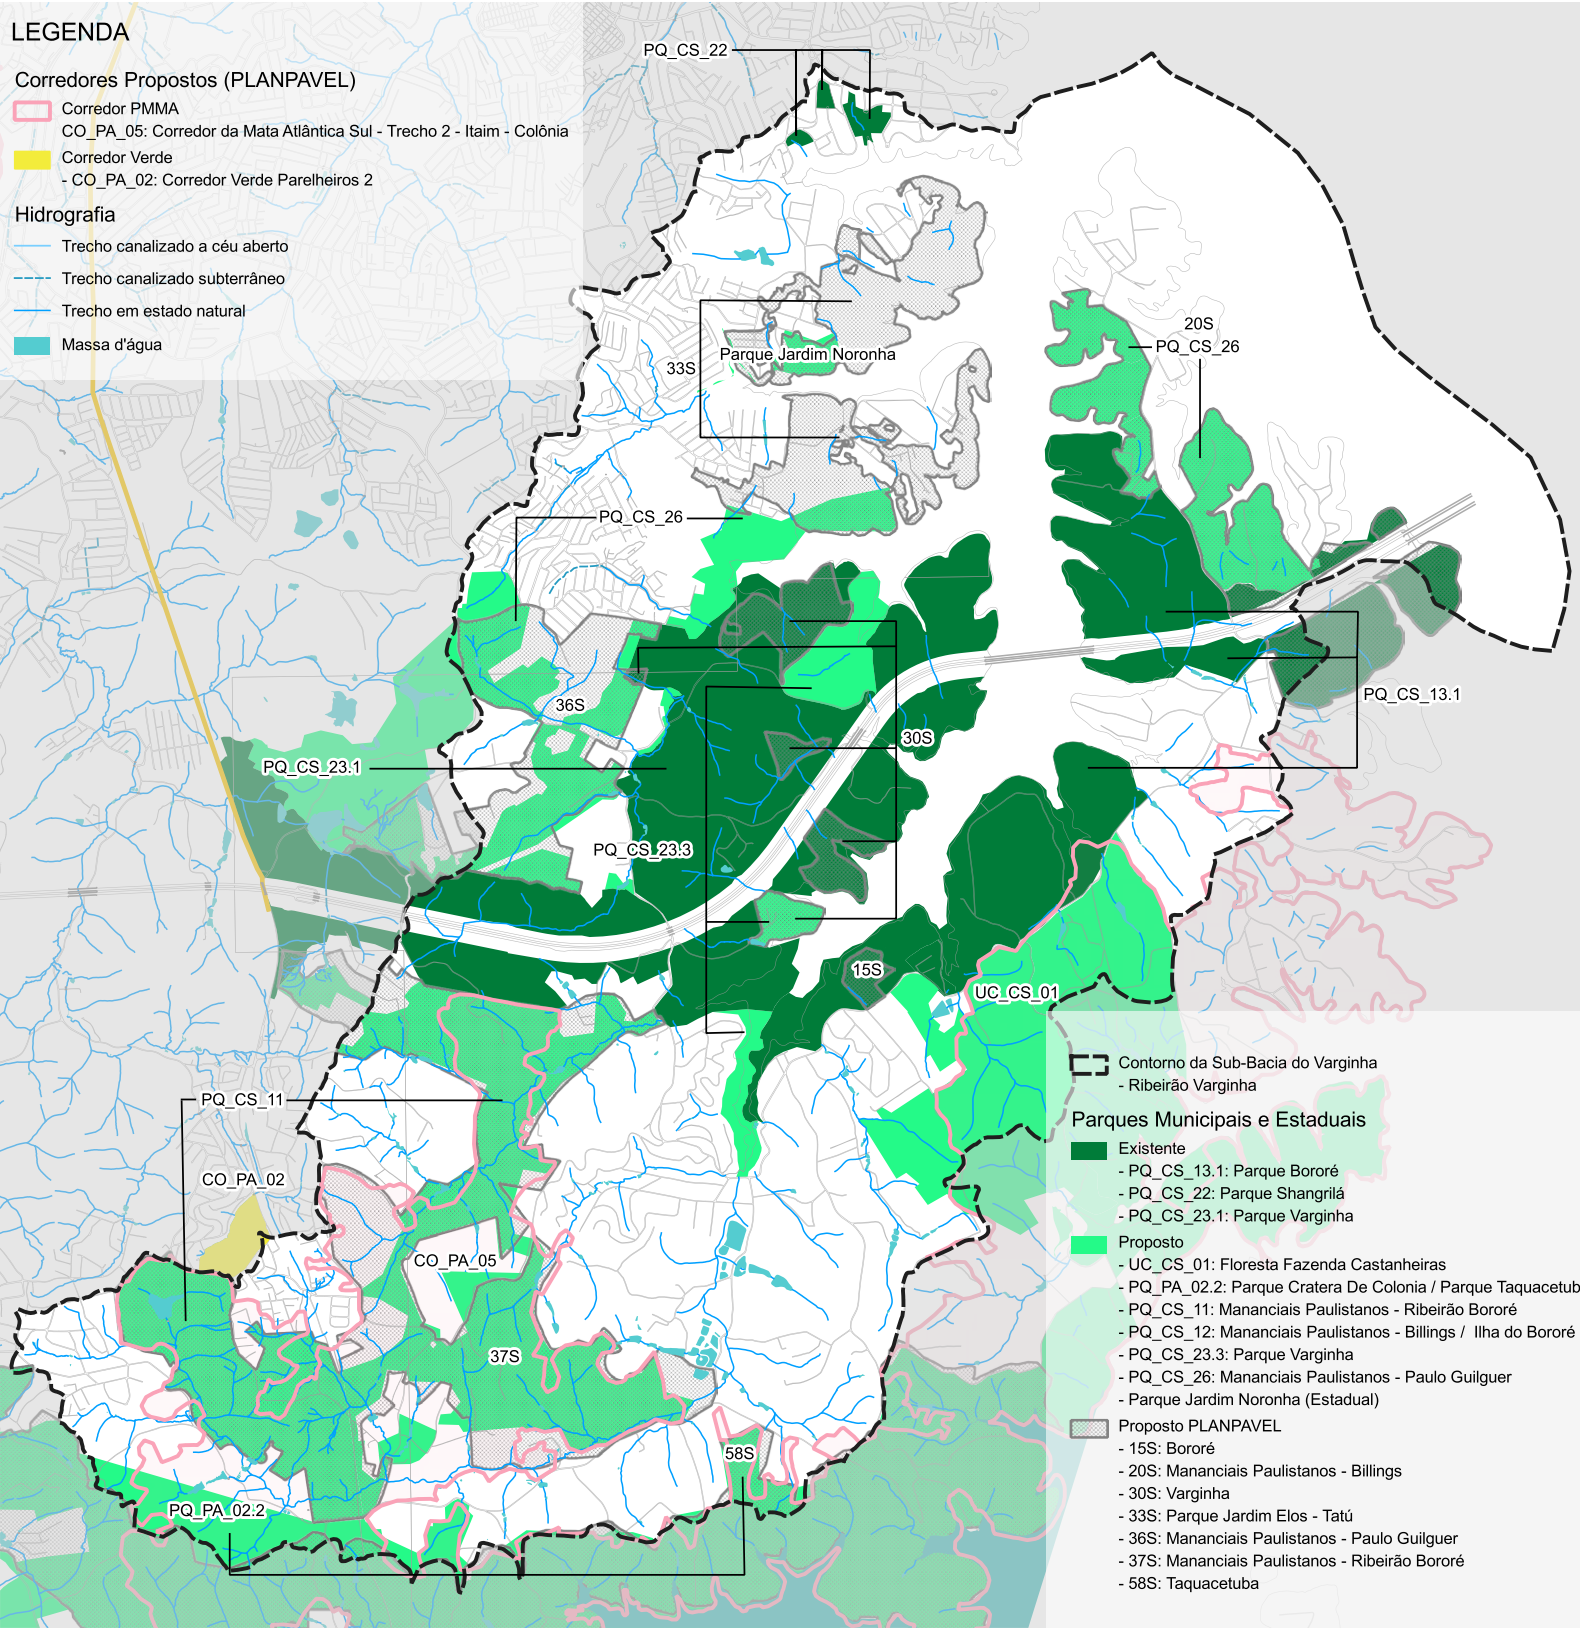 LEGENDA
Corredores Propostos (PLANPAVEL)
Corredor PMMA
CO_PA_05: Corredor da Mata Atlântica Sul - Trecho 2 - Itaim - Colônia
Corredor Verde
- CO_PA_02: Corredor Verde Parelheiros 2
Hidrografia
Trecho canalizado a céu aberto
Trecho canalizado subterrâneo
Trecho em estado natural
Massa d'água
PQ_CS_22
20S
PQ_CS_26
Parque Jardim Noronha
33S
PQ_CS_26
36S
PQ_CS_13.1
30S
PQ_CS_23.1
PQ_CS_23.3
15S
UC_CS_01
PQ_CS_11
CO_PA_02
CO_PA_05
37S
58S
PQ_PA_02.2
Contorno da Sub-Bacia do Varginha
- Ribeirão Varginha
Parques Municipais e Estaduais
Existente
- PQ_CS_13.1: Parque Bororé
- PQ_CS_22: Parque Shangrilá
- PQ_CS_23.1: Parque Varginha
Proposto
- UC_CS_01: Floresta Fazenda Castanheiras
- PQ_PA_02.2: Parque Cratera De Colonia / Parque Taquacetub
- PQ_CS_11: Mananciais Paulistanos - Ribeirão Bororé
- PQ_CS_12: Mananciais Paulistanos - Billings / Ilha do Bororé
- PQ_CS_23.3: Parque Varginha
- PQ_CS_26: Mananciais Paulistanos - Paulo Guilguer
- Parque Jardim Noronha (Estadual)
Proposto PLANPAVEL
- 15S: Bororé
- 20S: Mananciais Paulistanos - Billings
- 30S: Varginha
- 33S: Parque Jardim Elos - Tatú
- 36S: Mananciais Paulistanos - Paulo Guilguer
- 37S: Mananciais Paulistanos - Ribeirão Bororé
- 58S: Taquacetuba